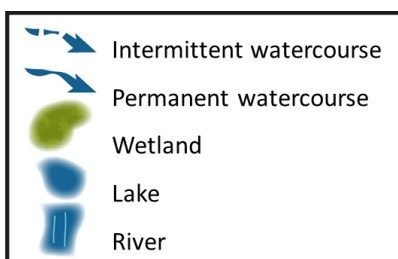 Intermittent watercourse
Permanent watercourse
Wetland
Lake
River